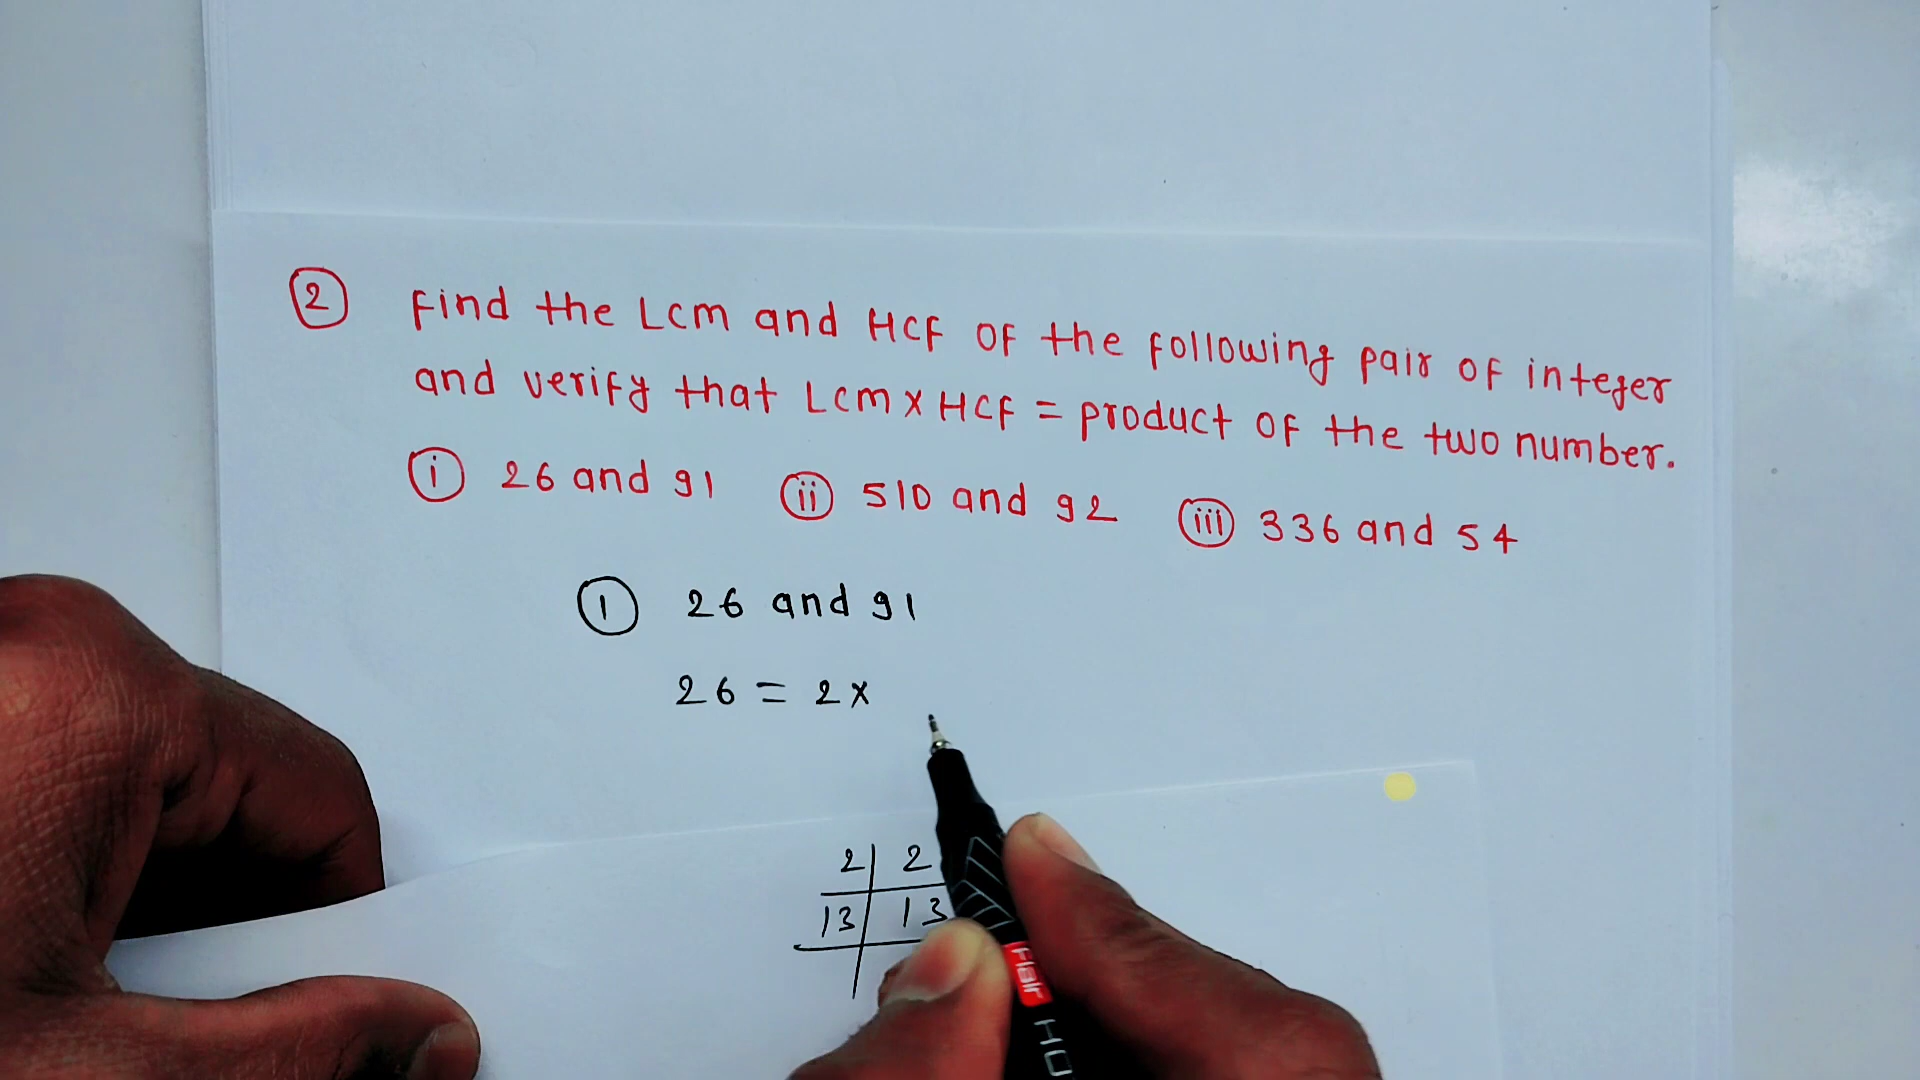 2 Find the Lcm and HCF of the following pair of integer
and verify that Lcm x HCF = product of the two number.
i 26 and 91 ii 510 and 92 iii 336 and 54
1 26 and 91
26 = 2 x
2 2
13 13
Flair